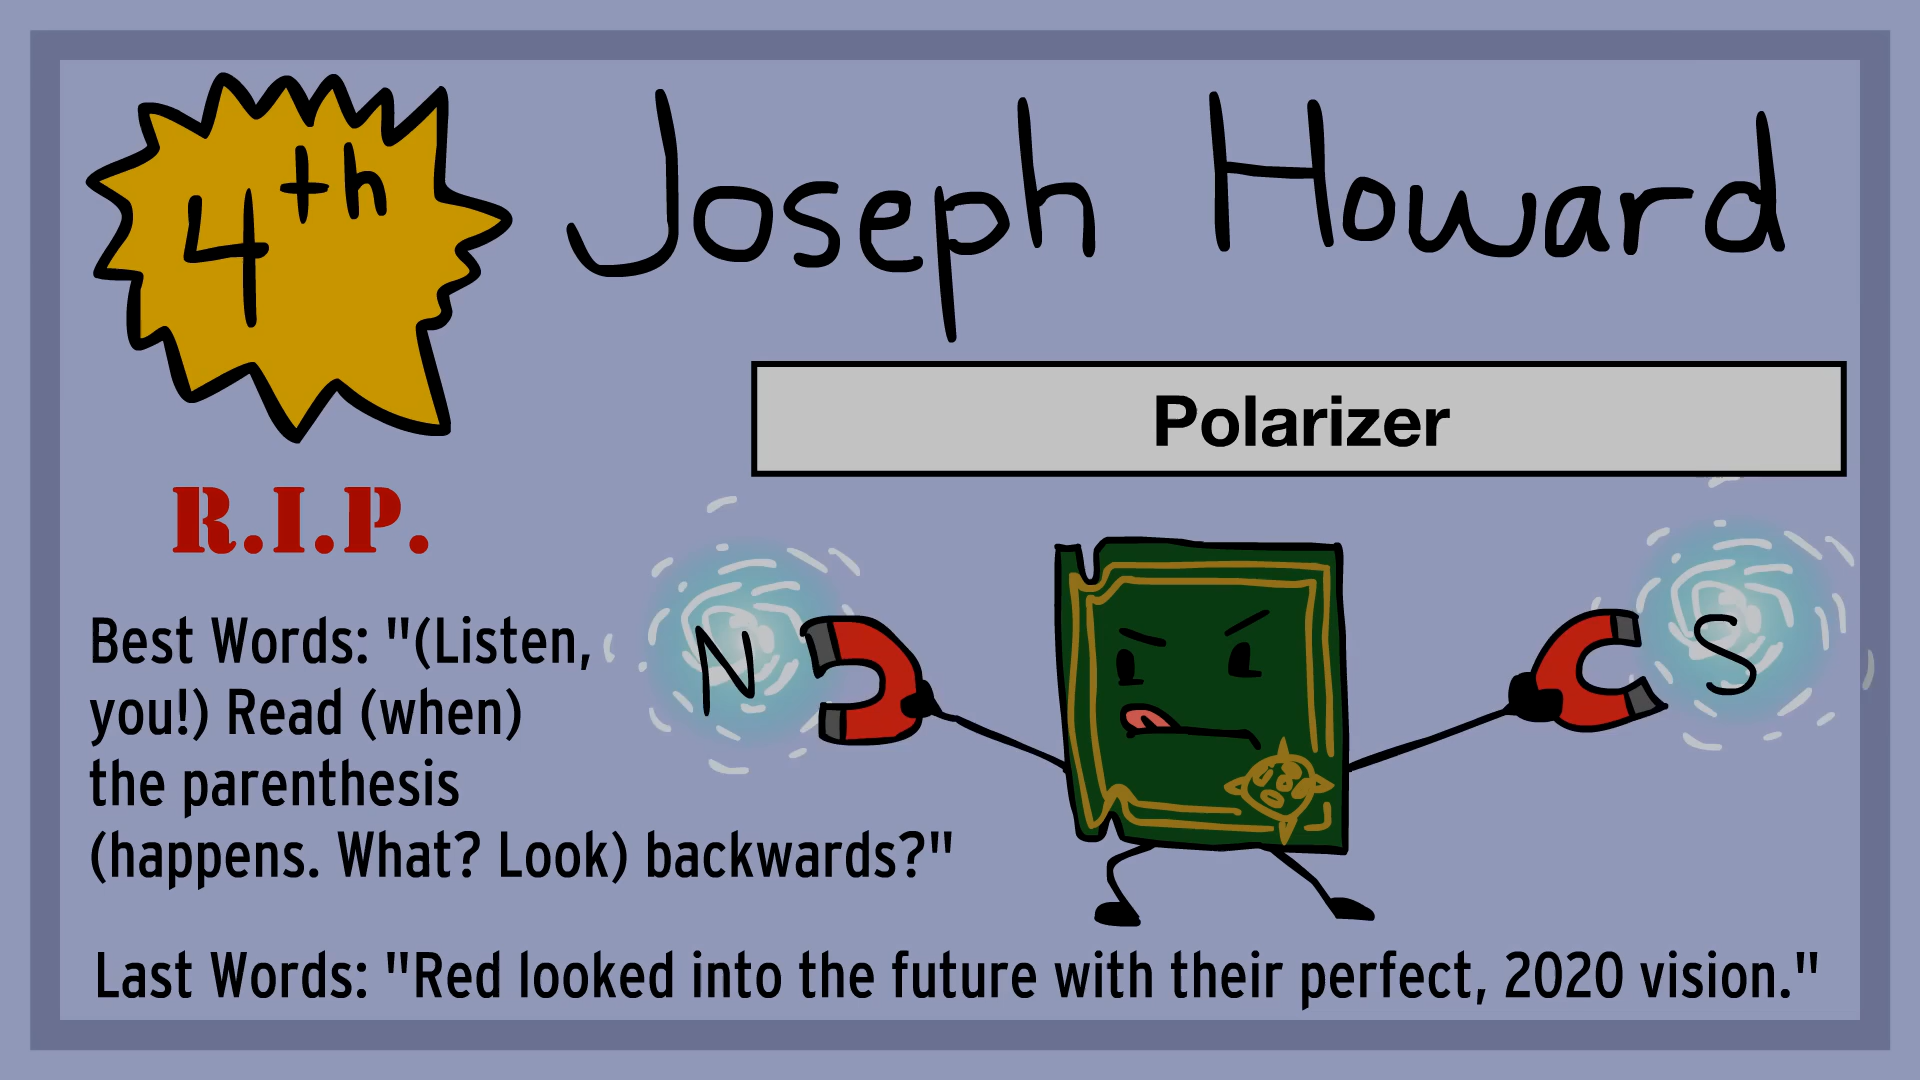 4th
Joseph Howard
Polarizer
R.I.P.
N
S
Best Words: "(Listen,
you!) Read (when)
the parenthesis
(happens. What? Look) backwards?"
Last Words: "Red looked into the future with their perfect, 2020 vision."